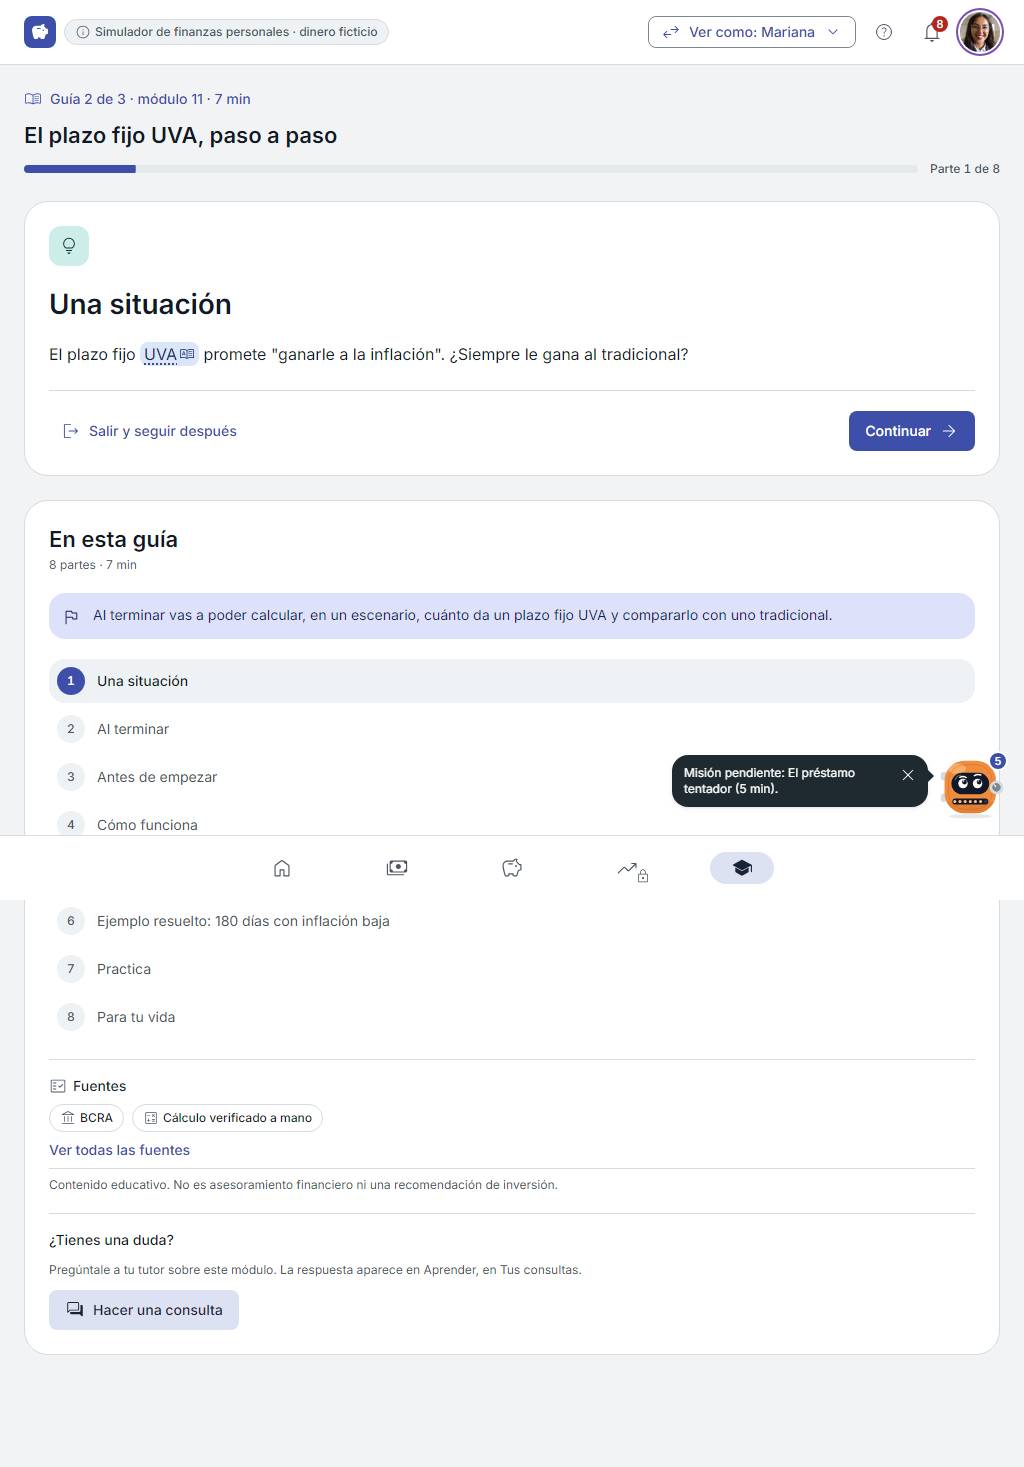 Simulador de finanzas personales · dinero ficticio
Ver como: Mariana
8
Guía 2 de 3 · módulo 11 · 7 min
El plazo fijo UVA, paso a paso
Parte 1 de 8
Una situación
El plazo fijo UVA promete "ganarle a la inflación". ¿Siempre le gana al tradicional?
Salir y seguir después
Continuar
En esta guía
8 partes · 7 min
Al terminar vas a poder calcular, en un escenario, cuánto da un plazo fijo UVA y compararlo con uno tradicional.
1 Una situación
2 Al terminar
3 Antes de empezar
5
Misión pendiente: El préstamo
tentador (5 min).
4 Cómo funciona
6 Ejemplo resuelto: 180 días con inflación baja
7 Practica
8 Para tu vida
Fuentes
BCRA
Cálculo verificado a mano
Ver todas las fuentes
Contenido educativo. No es asesoramiento financiero ni una recomendación de inversión.
¿Tienes una duda?
Pregúntale a tu tutor sobre este módulo. La respuesta aparece en Aprender, en Tus consultas.
Hacer una consulta